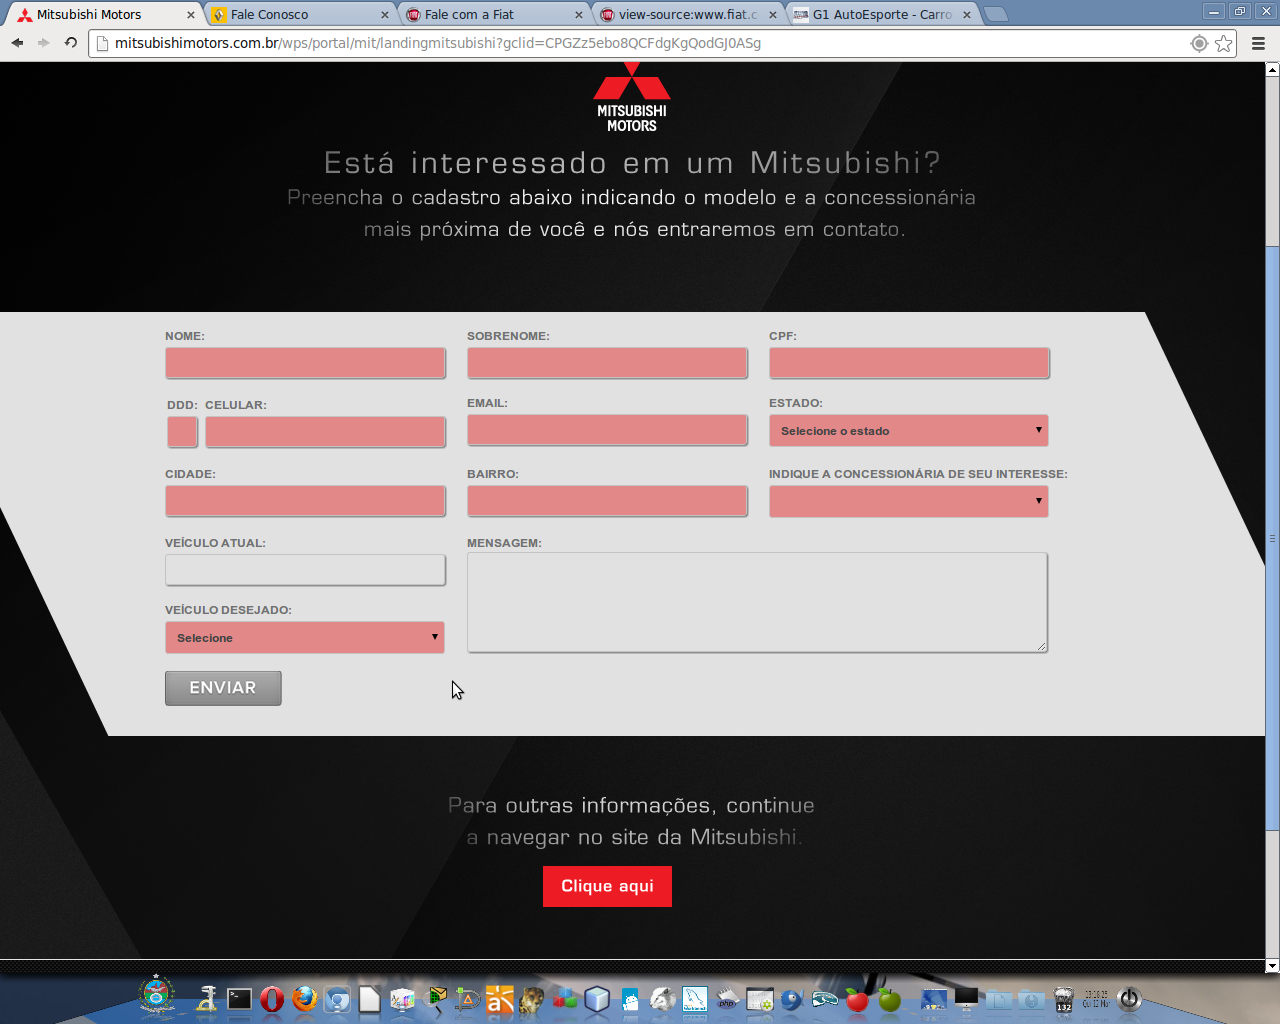 Mitsubishi Motors
Fale Conosco
Fale com a Fiat
view-source:www.fiat.c
G1 AutoEsporte - Carro
mitsubishimotors.com.br/wps/portal/mit/landingmitsubishi?gclid=CPGZz5ebo8QCFdgKgQodGJ0ASg
MITSUBISHI
MOTORS
Está interessado em um Mitsubishi?
Preencha o cadastro abaixo indicando o modelo e a concessionária
mais próxima de você e nós entraremos em contato.
NOME:
SOBRENOME:
CPF:
DDD: CELULAR:
EMAIL:
ESTADO:
Selecione o estado
CIDADE:
BAIRRO:
INDIQUE A CONCESSIONÁRIA DE SEU INTERESSE:
VEÍCULO ATUAL:
MENSAGEM:
VEÍCULO DESEJADO:
Selecione
ENVIAR
Para outras informações, continue
a navegar no site da Mitsubishi.
Clique aqui
php
132